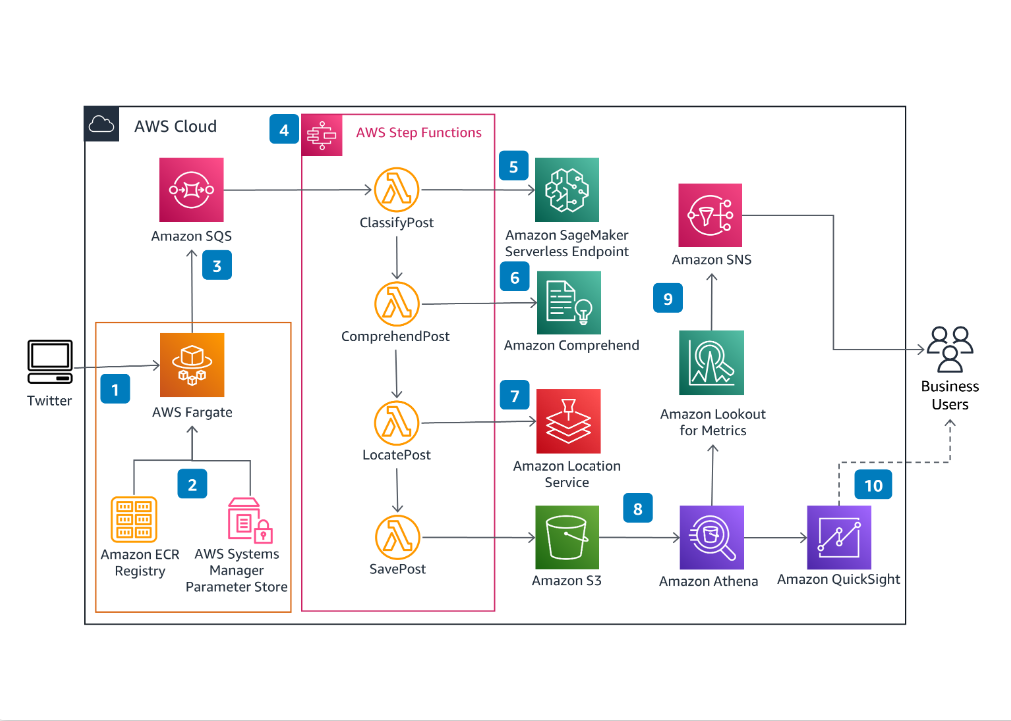 AWS Cloud
4
AWS Step Functions
5
ClassifyPost
Amazon SQS
Amazon SageMaker
Serverless Endpoint
Amazon SNS
3
6
9
ComprehendPost
Amazon Comprehend
1
Twitter
AWS Fargate
7
Business
Users
Amazon Lookout
for Metrics
LocatePost
Amazon Location
Service
2
10
8
Amazon ECR
Registry
AWS Systems
Manager
Parameter Store
SavePost
Amazon S3
Amazon Athena
Amazon QuickSight